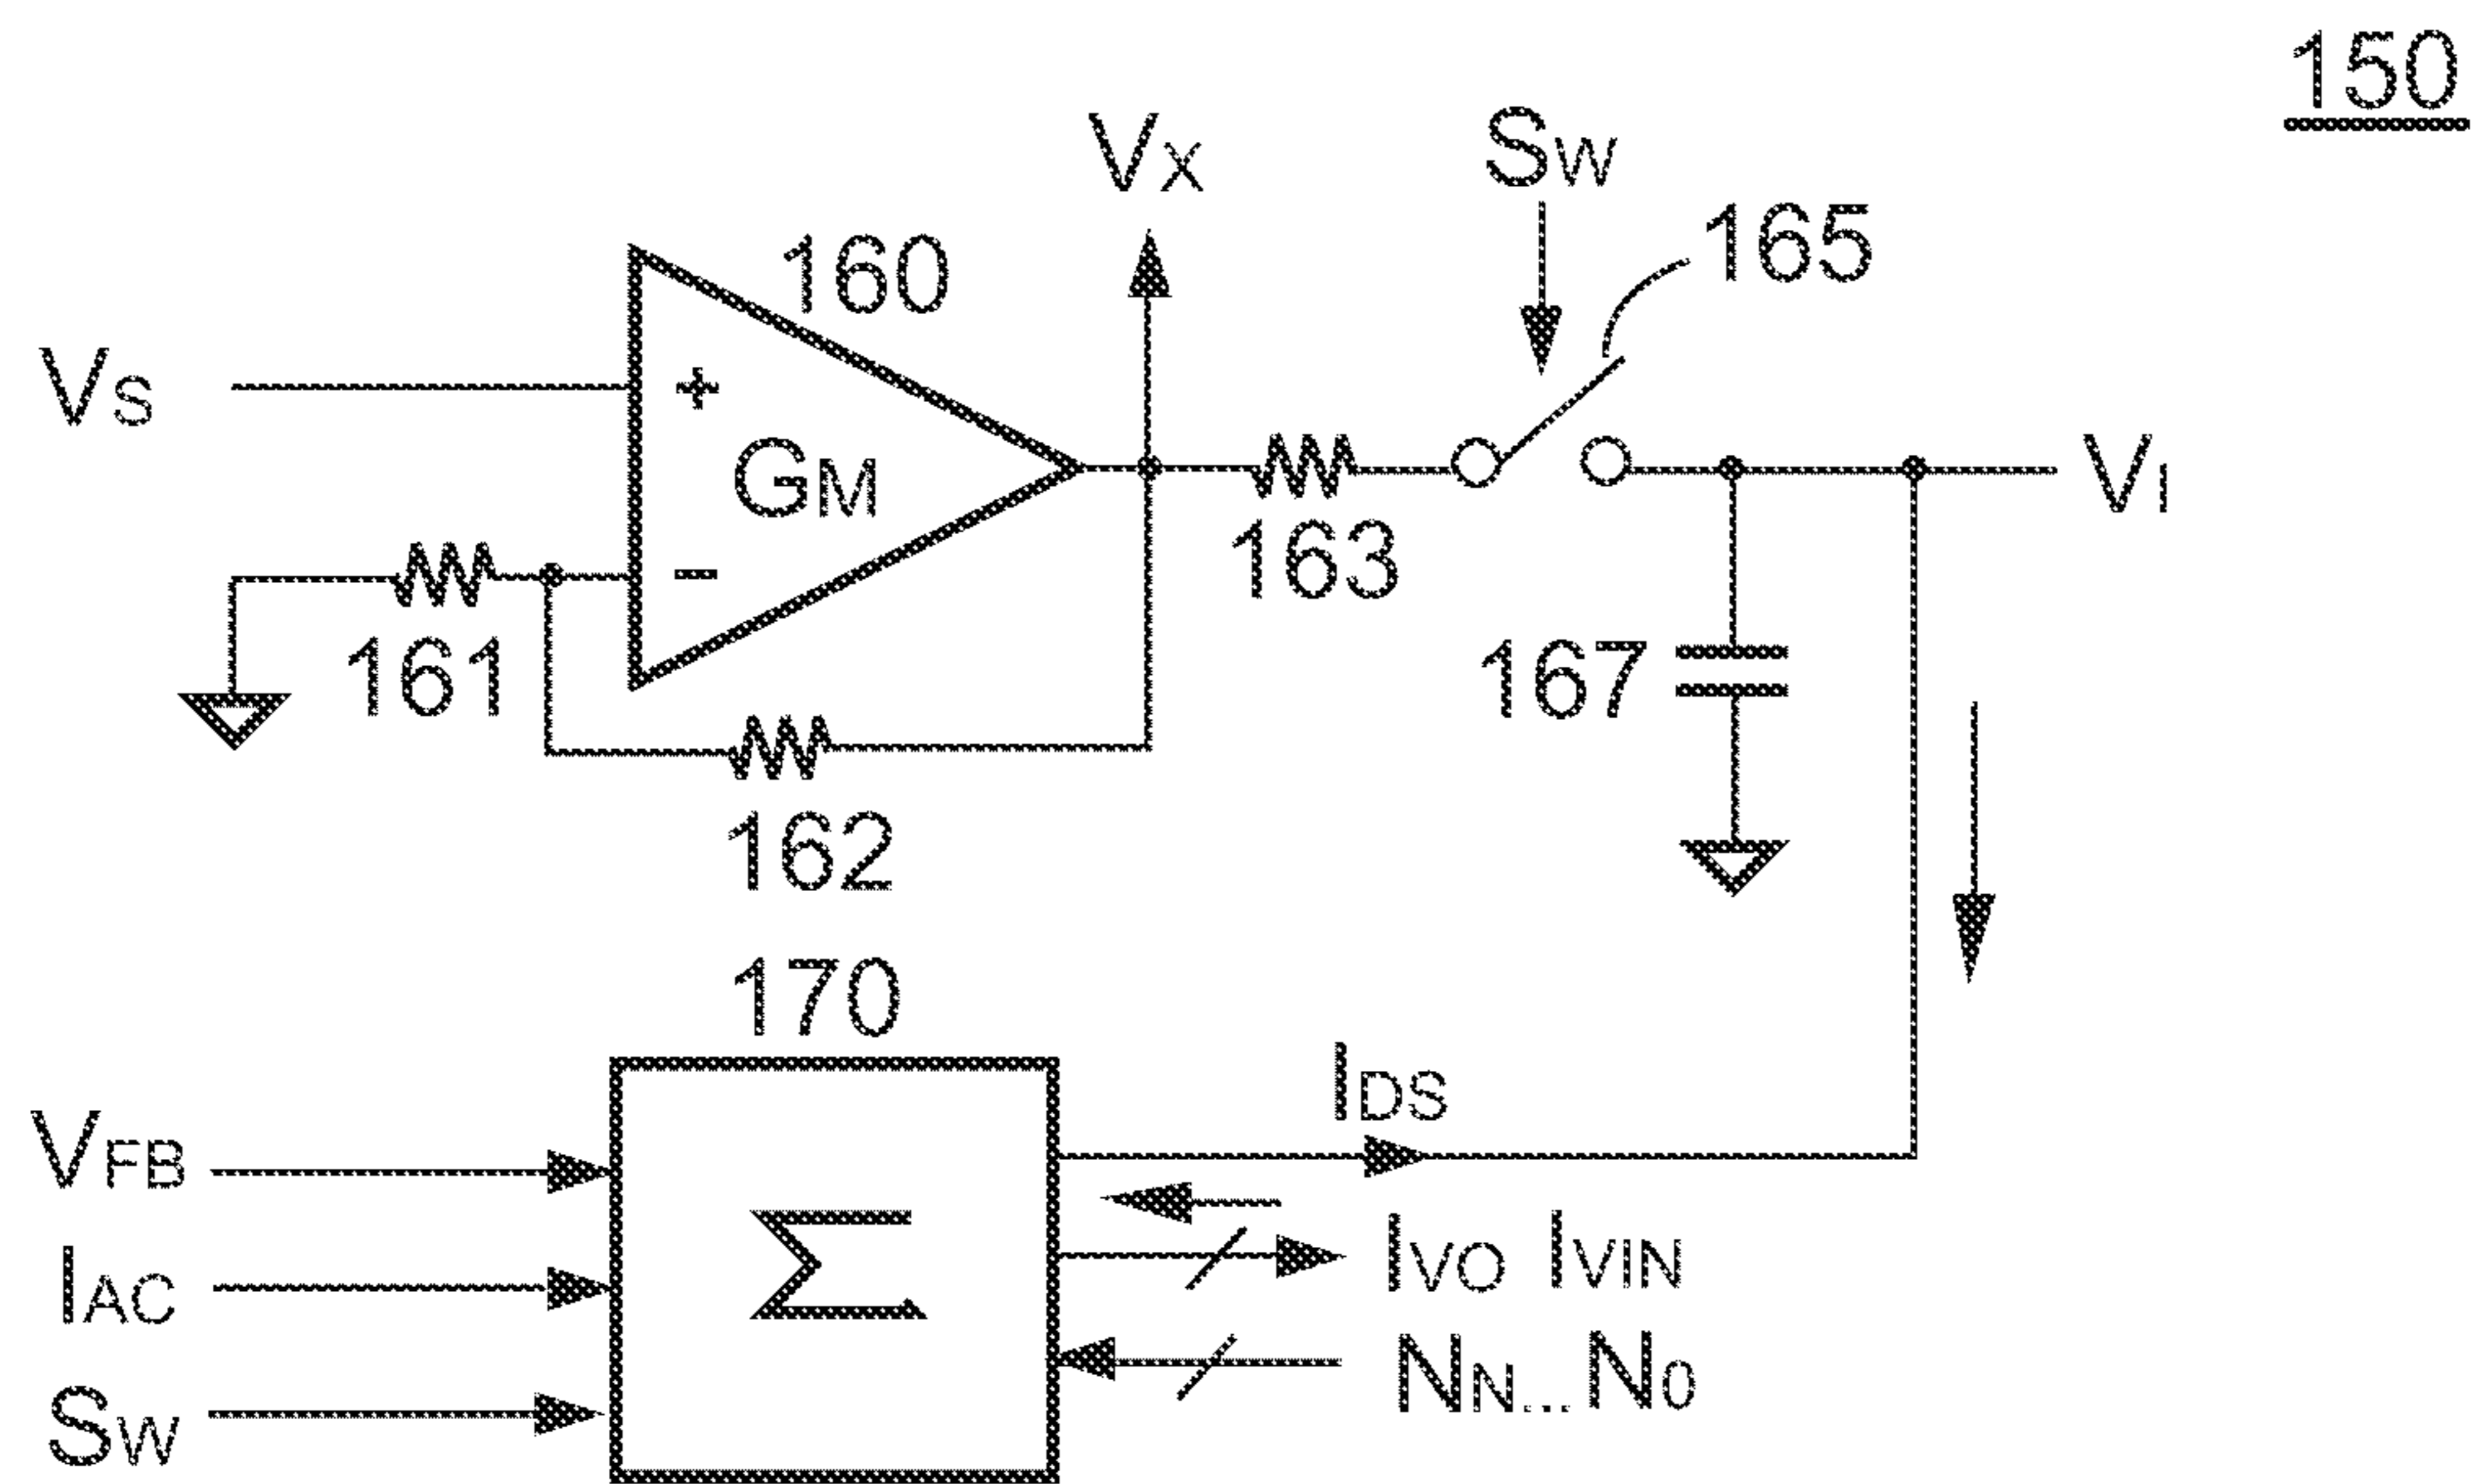 150
VX
SW
160
165
VS
+
GM
VI
-
163
161
167
162
170
IDS
VFB
Σ
IVO IVIN
IAC
NN...N0
SW